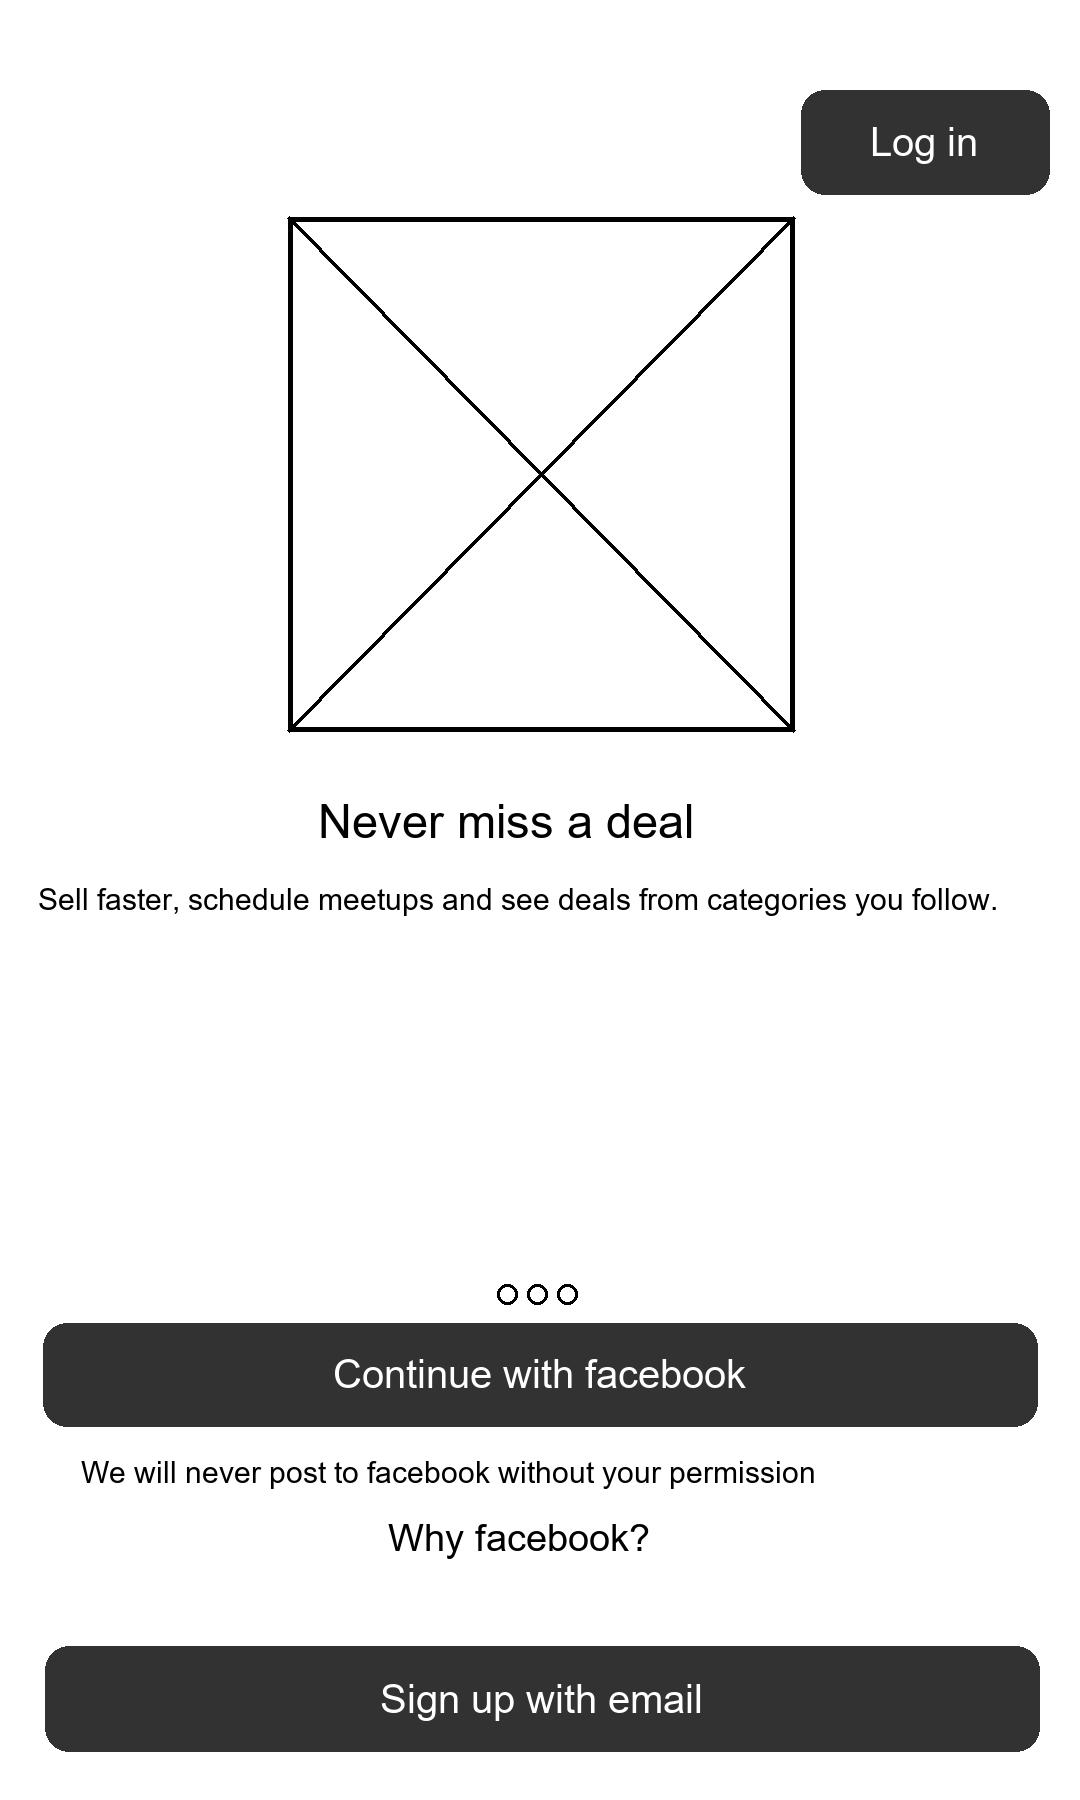 Log in
Never miss a deal
Sell faster, schedule meetups and see deals from categories you follow.
Continue with facebook
We will never post to facebook without your permission
Why facebook?
Sign up with email